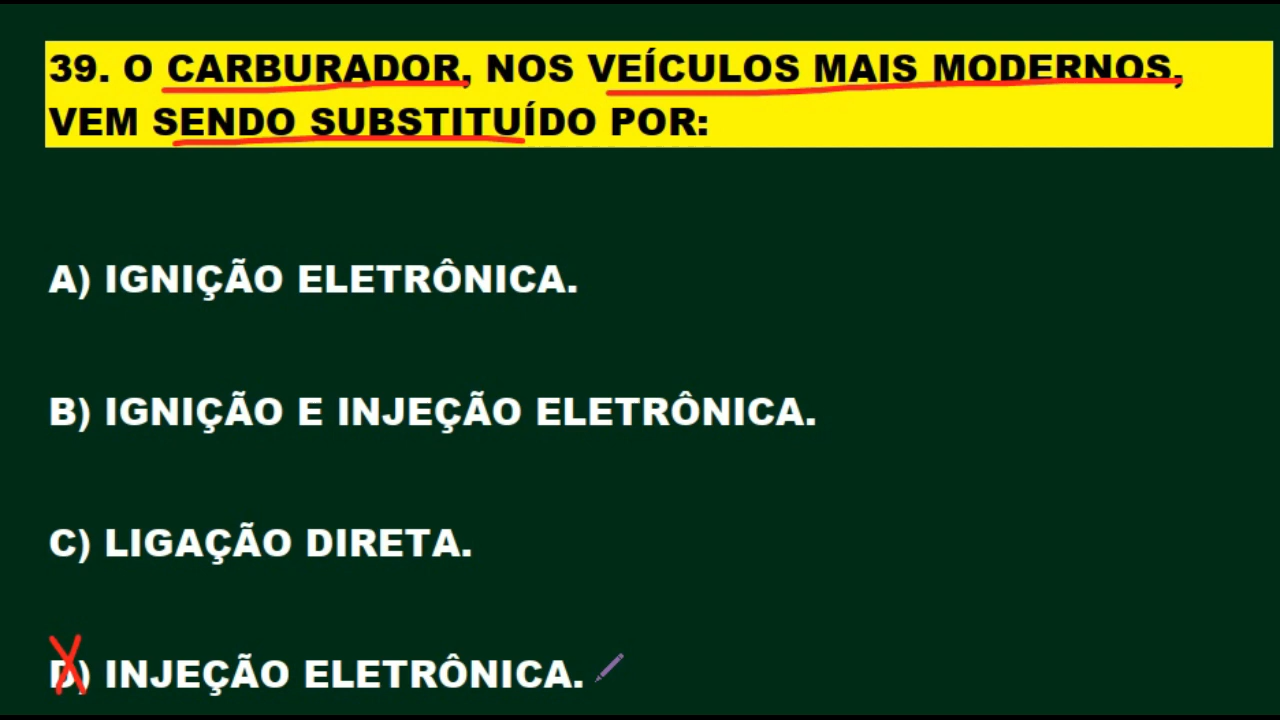 39. O CARBURADOR, NOS VEÍCULOS MAIS MODERNOS,
VEM SENDO SUBSTITUÍDO POR:
A) IGNIÇÃO ELETRÔNICA.
B) IGNIÇÃO E INJEÇÃO ELETRÔNICA.
C) LIGAÇÃO DIRETA.
D) INJEÇÃO ELETRÔNICA.